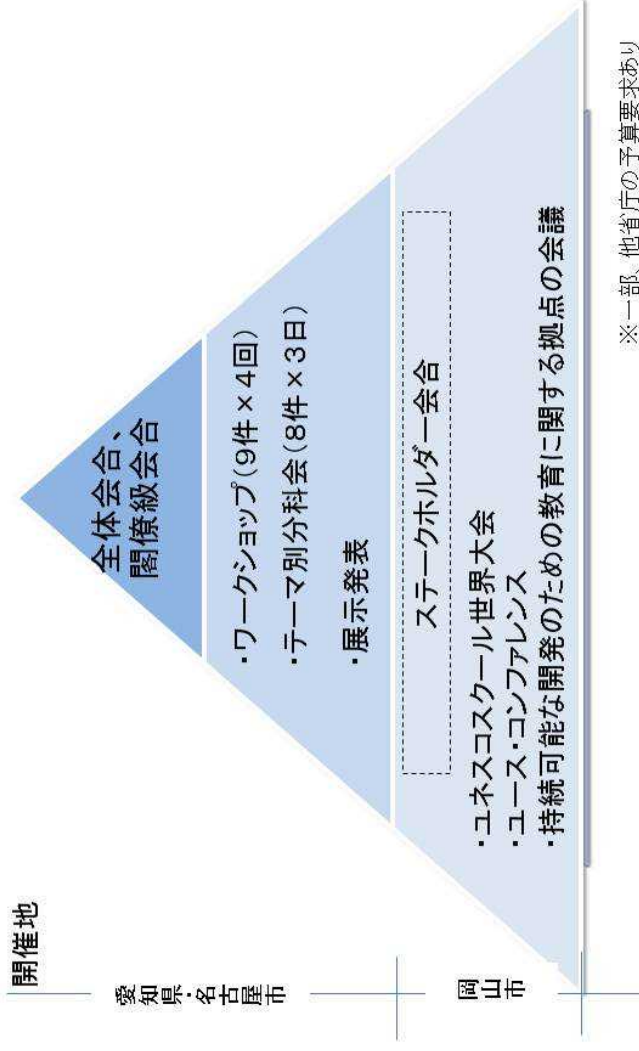 開催地
愛知県・名古屋市
岡山市
全体会合、
閣僚級会合
・ワークショップ(9件×4回)
・テーマ別分科会(8件×3日)
・展示発表
ステークホルダー会合
・ユネスコスクール世界大会
・ユース・コンファレンス
・持続可能な開発のための教育に関する拠点の会議
※一部、他省庁の予算要求あり